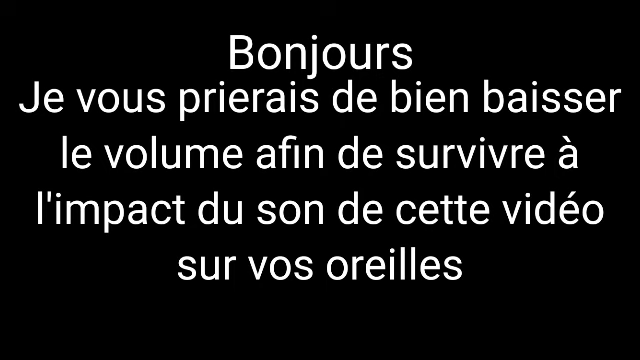 Bonjours
Je vous prierais de bien baisser
le volume afin de survivre à
l'impact du son de cette vidéo
sur vos oreilles